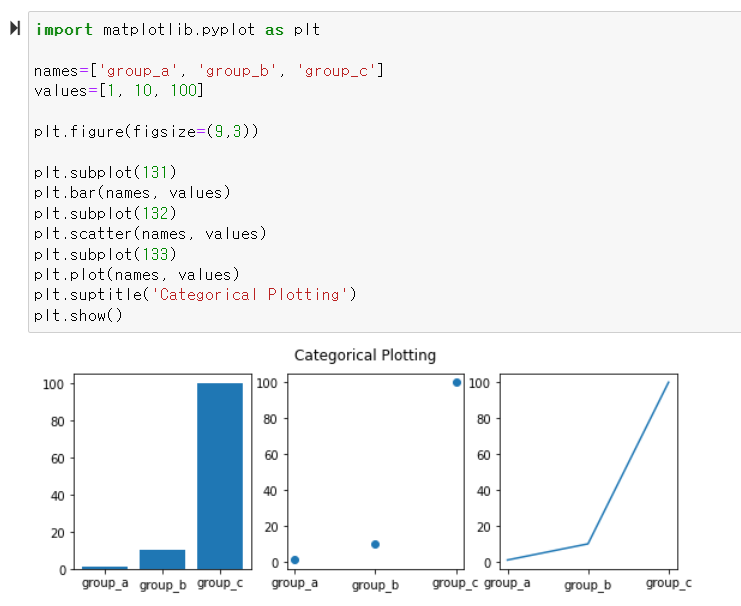 import matplotlib.pyplot as plt
names=['group_a', 'group_b', 'group_c']
values=[1, 10, 100]
plt.figure(figsize=(9,3))
plt.subplot(131)
plt.bar(names, values)
plt.subplot(132)
plt.scatter(names, values)
plt.subplot(133)
plt.plot(names, values)
plt.suptitle('Categorical Plotting')
plt.show()
Categorical Plotting
100
80
60
40
20
0
group_a group_b group_c
100
80
60
40
20
0
group_a group_b group_c
100
80
60
40
20
0
group_a group_b group_c